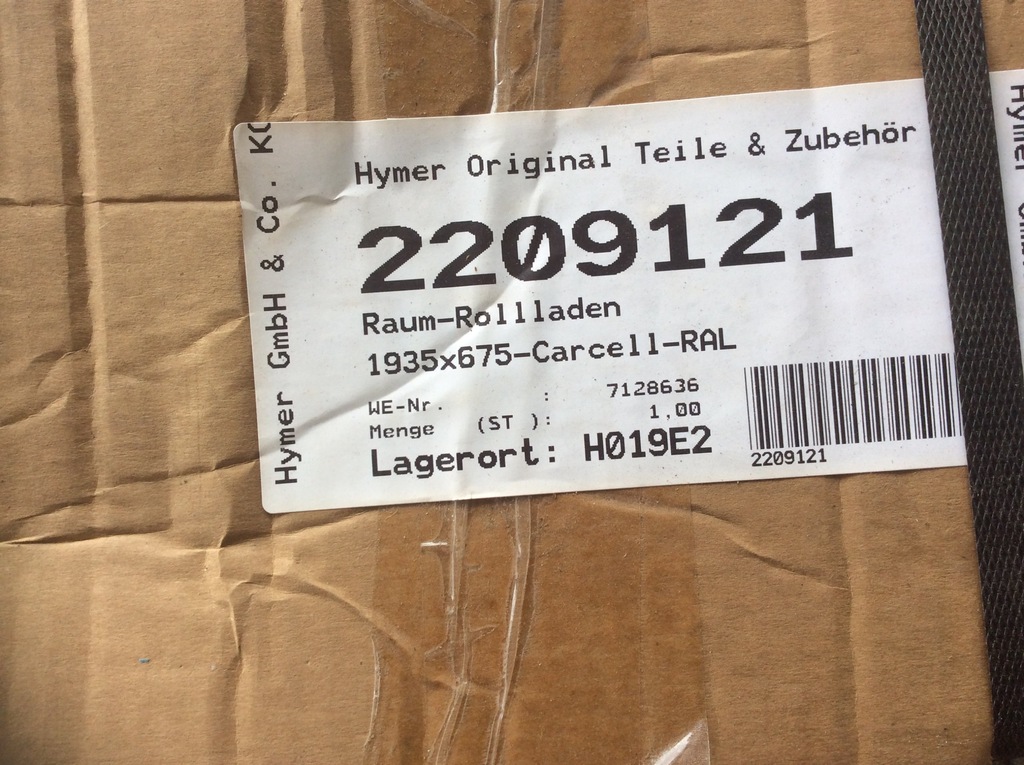 Hymer GmbH & Co. KG
Hymer Original Teile & Zubehör
2209121
Raum-Rollladen
1935x675-Carcell-RAL
WE-Nr. : 7128636
Menge (ST ): 1,00
Lagerort: H019E2
2209121
Hymer